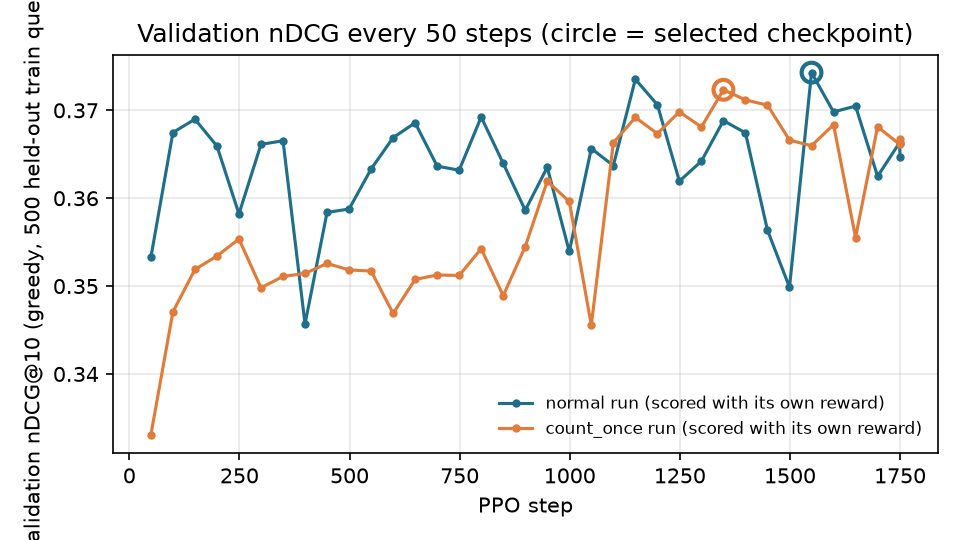 Validation nDCG every 50 steps (circle = selected checkpoint)
alidation nDCG@10 (greedy, 500 held-out train que
0.37
0.36
0.35
0.34
normal run (scored with its own reward)
count_once run (scored with its own reward)
0 250 500 750 1000 1250 1500 1750
PPO step